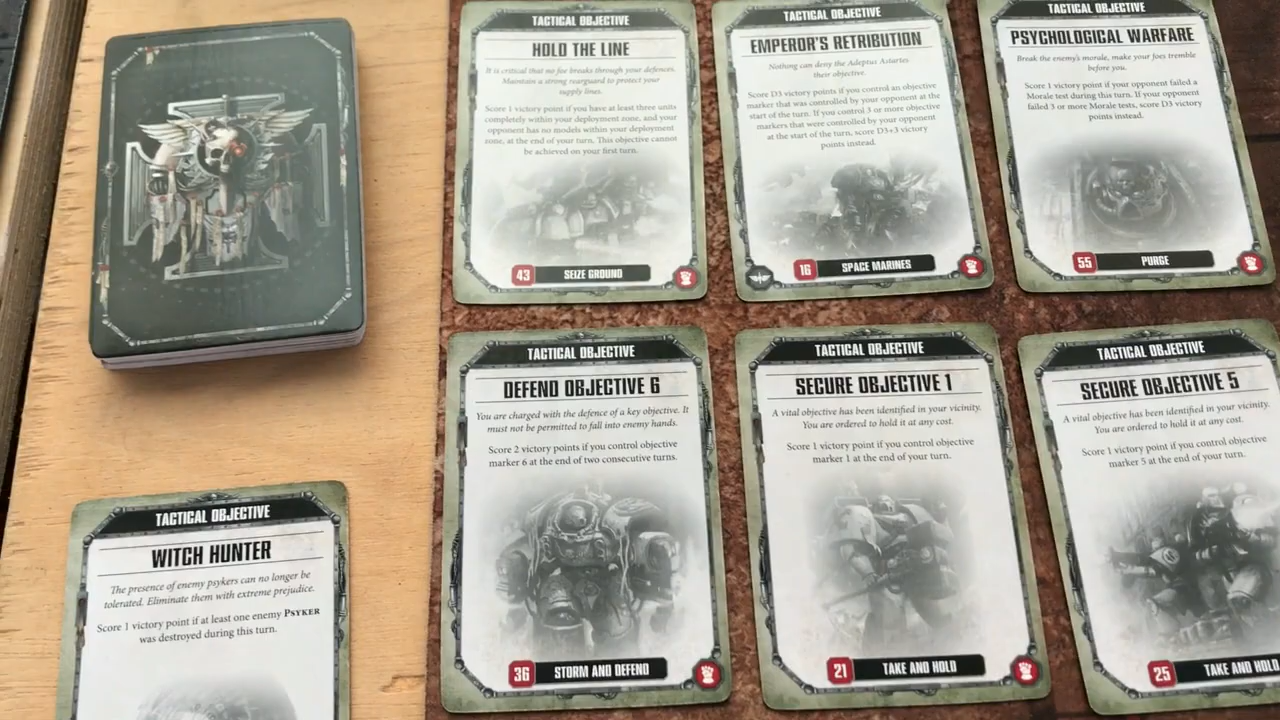 TACTICAL OBJECTIVE
HOLD THE LINE
It is critical that no foe breaks through your defences.
Maintain a strong rearguard to protect your
supply lines.
Score 1 victory point if you have at least three units
completely within your deployment zone, and your
opponent has no models within your deployment
zone, at the end of your turn. This objective cannot
be achieved on your first turn.
43
SEIZE GROUND
TACTICAL OBJECTIVE
EMPEROR'S RETRIBUTION
Nothing can deny the Adeptus Astartes
their objective.
Score D3 victory points if you control an objective
marker that was controlled by your opponent at the
start of the turn. If you control 3 or more objective
markers that were controlled by your opponent
at the start of the turn, score D3+3 victory
points instead.
16
SPACE MARINES
TACTICAL OBJECTIVE
PSYCHOLOGICAL WARFARE
Break the enemy's morale, make your foes tremble
before you.
Score 1 victory point if your opponent failed a
Morale test during this turn. If your opponent
failed 3 or more Morale tests, score D3 victory
points instead.
55
PURGE
TACTICAL OBJECTIVE
DEFEND OBJECTIVE 6
You are charged with the defence of a key objective. It
must not be permitted to fall into enemy hands.
Score 2 victory points if you control objective
marker 6 at the end of two consecutive turns.
36
STORM AND DEFEND
TACTICAL OBJECTIVE
SECURE OBJECTIVE 1
A vital objective has been identified in your vicinity.
You are ordered to hold it at any cost.
Score 1 victory point if you control objective
marker 1 at the end of your turn.
21
TAKE AND HOLD
TACTICAL OBJECTIVE
SECURE OBJECTIVE 5
A vital objective has been identified in your vicinity.
You are ordered to hold it at any cost.
Score 1 victory point if you control objective
marker 5 at the end of your turn.
25
TAKE AND HOLD
TACTICAL OBJECTIVE
WITCH HUNTER
The presence of enemy psykers can no longer be
tolerated. Eliminate them with extreme prejudice.
Score 1 victory point if at least one enemy PSYKER
was destroyed during this turn.